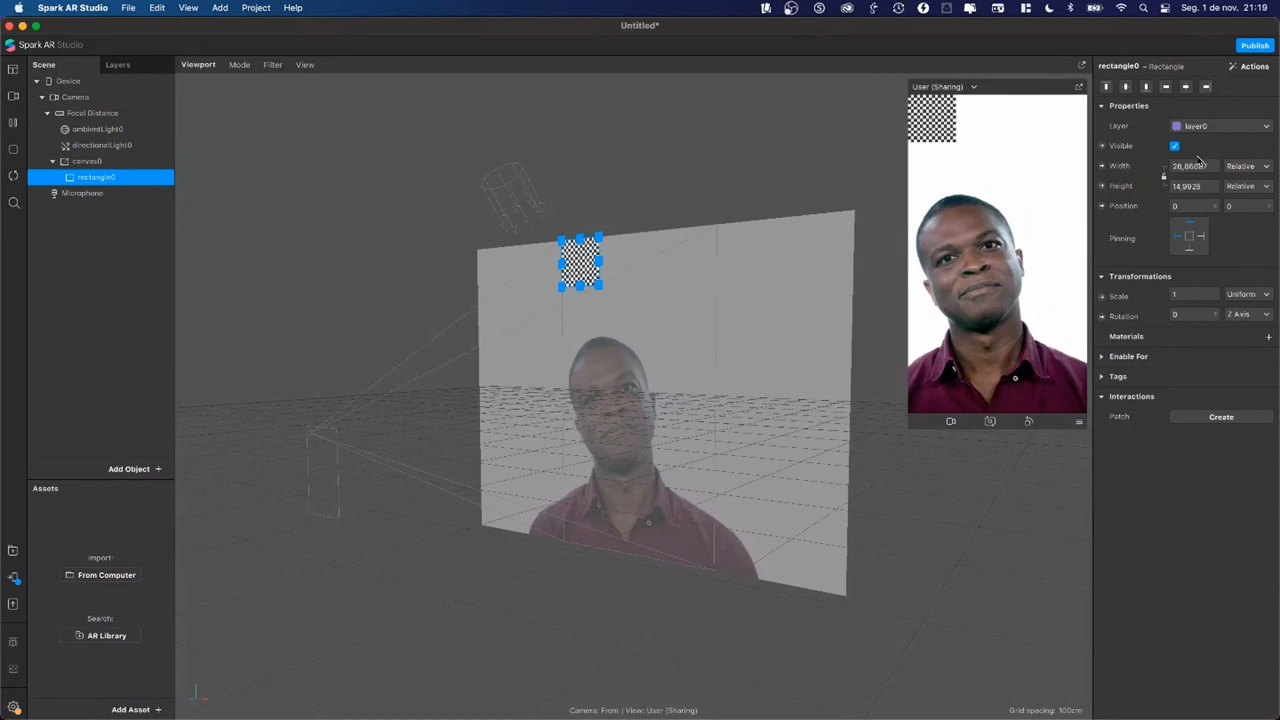 Spark AR Studio File Edit View Add Project Window Help Seg. 1 de nov. 21:19
Untitled*
Spark AR Studio Publish
Scene Layers Viewport Mode Filter View rectangle0 – Rectangle Actions
Device
Camera
Focal Distance
ambientLight0
directionalLight0
canvas0
rectangle0
Microphone
Add Object +
Assets
Import:
From Computer
Search:
AR Library
Add Asset +
User (Sharing)
Camera: Front | View: User (Sharing)
Grid spacing: 100cm
Properties
Layer layer0
Visible
Width Relative
Height 14,9925 Relative
Position 0 X 0 Y
Pinning
Transformations
Scale 1 Uniform
Rotation 0 Z Axis
Materials +
Enable For
Tags
Interactions
Patch Create